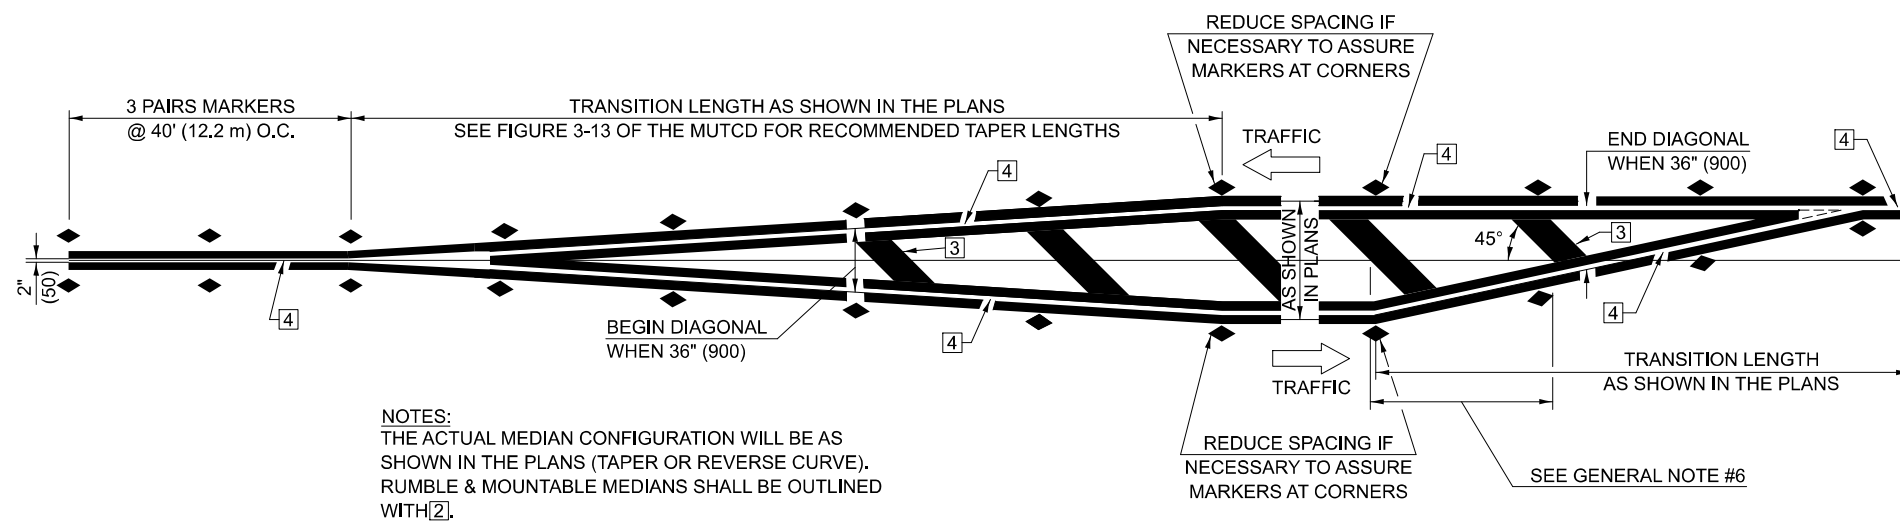 REDUCE SPACING IF
NECESSARY TO ASSURE
MARKERS AT CORNERS
3 PAIRS MARKERS
@ 40' (12.2 m) O.C.
TRANSITION LENGTH AS SHOWN IN THE PLANS
SEE FIGURE 3-13 OF THE MUTCD FOR RECOMMENDED TAPER LENGTHS
TRAFFIC
END DIAGONAL
WHEN 36" (900)
4
4
4
3
3
45°
AS SHOWN
IN PLANS
2"
(50)
4
4
4
BEGIN DIAGONAL
WHEN 36" (900)
TRAFFIC
TRANSITION LENGTH
AS SHOWN IN THE PLANS
NOTES:
THE ACTUAL MEDIAN CONFIGURATION WILL BE AS
SHOWN IN THE PLANS (TAPER OR REVERSE CURVE).
RUMBLE & MOUNTABLE MEDIANS SHALL BE OUTLINED
WITH 2.
REDUCE SPACING IF
NECESSARY TO ASSURE
MARKERS AT CORNERS
SEE GENERAL NOTE #6